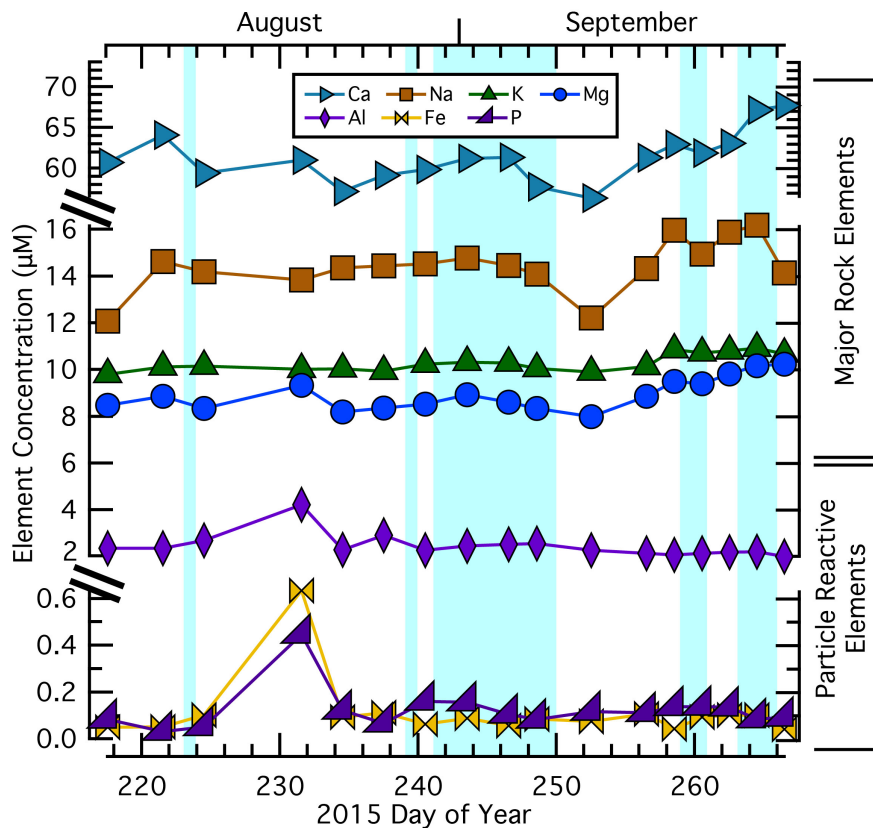 August September
Ca Na K Mg
Al Fe P
70
65
60
16
14
12
10
8
6
4
2
0.6
0.4
0.2
0.0
Element Concentration (µM)
Major Rock Elements
Particle Reactive
Elements
220 230 240 250 260
2015 Day of Year